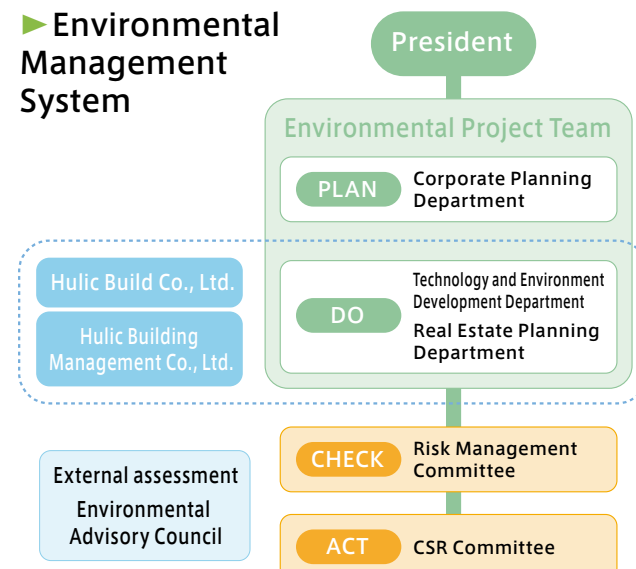 ► Environmental
Management
System
President
Environmental Project Team
PLAN
Corporate Planning
Department
Hulic Build Co., Ltd.
Hulic Building
Management Co., Ltd.
DO
Technology and Environment
Development Department
Real Estate Planning
Department
CHECK
Risk Management
Committee
External assessment
Environmental
Advisory Council
ACT
CSR Committee